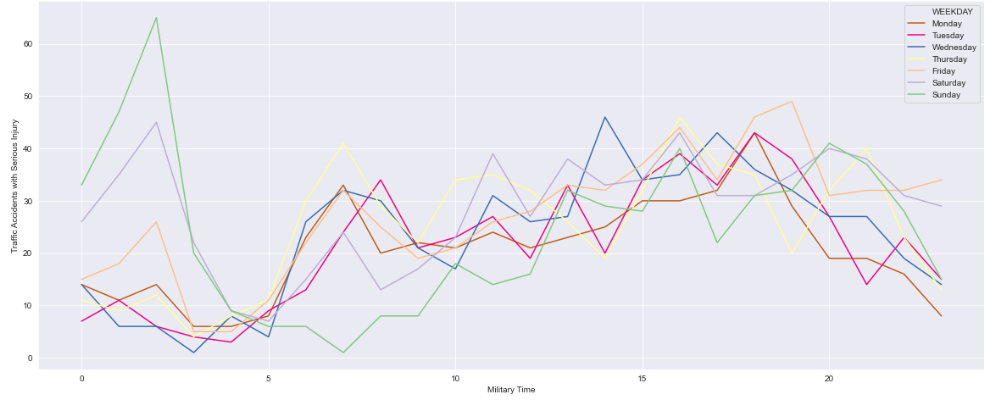 WEEKDAY
Monday
Tuesday
Wednesday
Thursday
Friday
Saturday
Sunday
Traffic Accidents with Serious Injury
60
50
40
30
20
10
0
0
5
10
15
20
Military Time